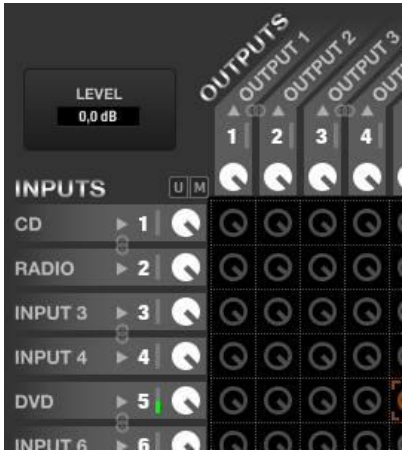 OUTPUTS
OUTPUT 1
OUTPUT 2
OUTPUT 3
LEVEL
0,0 dB
1 2 3 4
INPUTS U M
CD 1
RADIO 2
INPUT 3 3
INPUT 4 4
DVD 5
INPUT 6 6